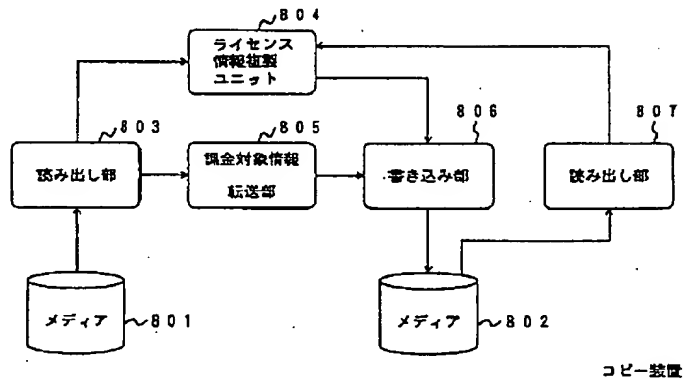 804
ライセンス
情報複製
ユニット
803
読み出し部
805
課金対象情報
転送部
806
書き込み部
807
読み出し部
メディア
801
メディア
802
コピー装置